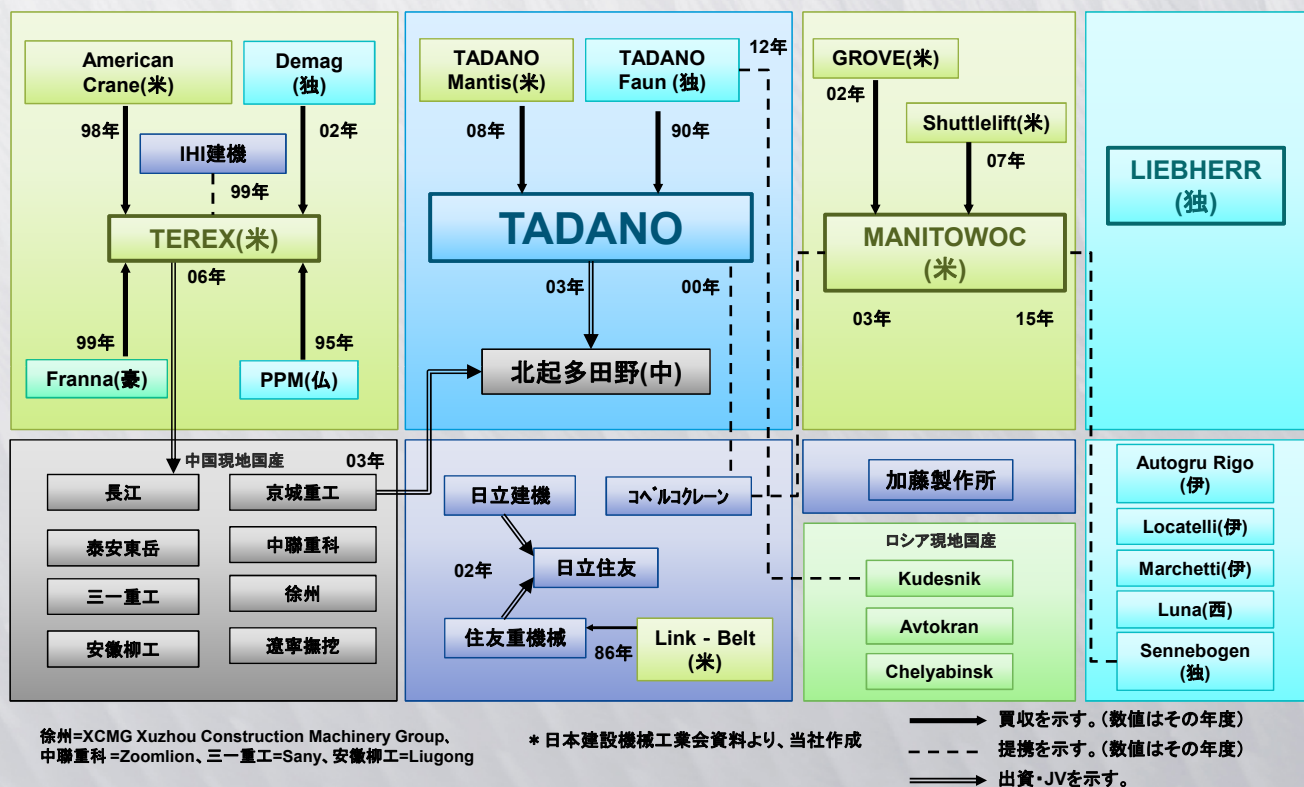 American
Crane(米)
Demag
(独)
98年
02年
IHI建機
99年
TEREX(米)
06年
99年
95年
Franna(豪)
PPM(仏)
TADANO
Mantis(米)
TADANO
Faun (独)
12年
08年
90年
TADANO
03年
00年
北起多田野(中)
GROVE(米)
02年
Shuttlelift(米)
07年
MANITOWOC
(米)
03年
15年
LIEBHERR
(独)
中国現地国産
03年
長江
京城重工
泰安東岳
中聯重科
三一重工
徐州
安徽柳工
遼寧撫挖
日立建機
コベルコクレーン
02年
日立住友
住友重機械
86年
Link - Belt
(米)
加藤製作所
ロシア現地国産
Kudesnik
Avtokran
Chelyabinsk
Autogru Rigo
(伊)
Locatelli(伊)
Marchetti(伊)
Luna(西)
Sennebogen
(独)
徐州=XCMG Xuzhou Construction Machinery Group、
中聯重科 =Zoomlion、三一重工=Sany、安徽柳工=Liugong
＊日本建設機械工業会資料より、当社作成
買収を示す。(数値はその年度)
提携を示す。(数値はその年度)
出資・JVを示す。